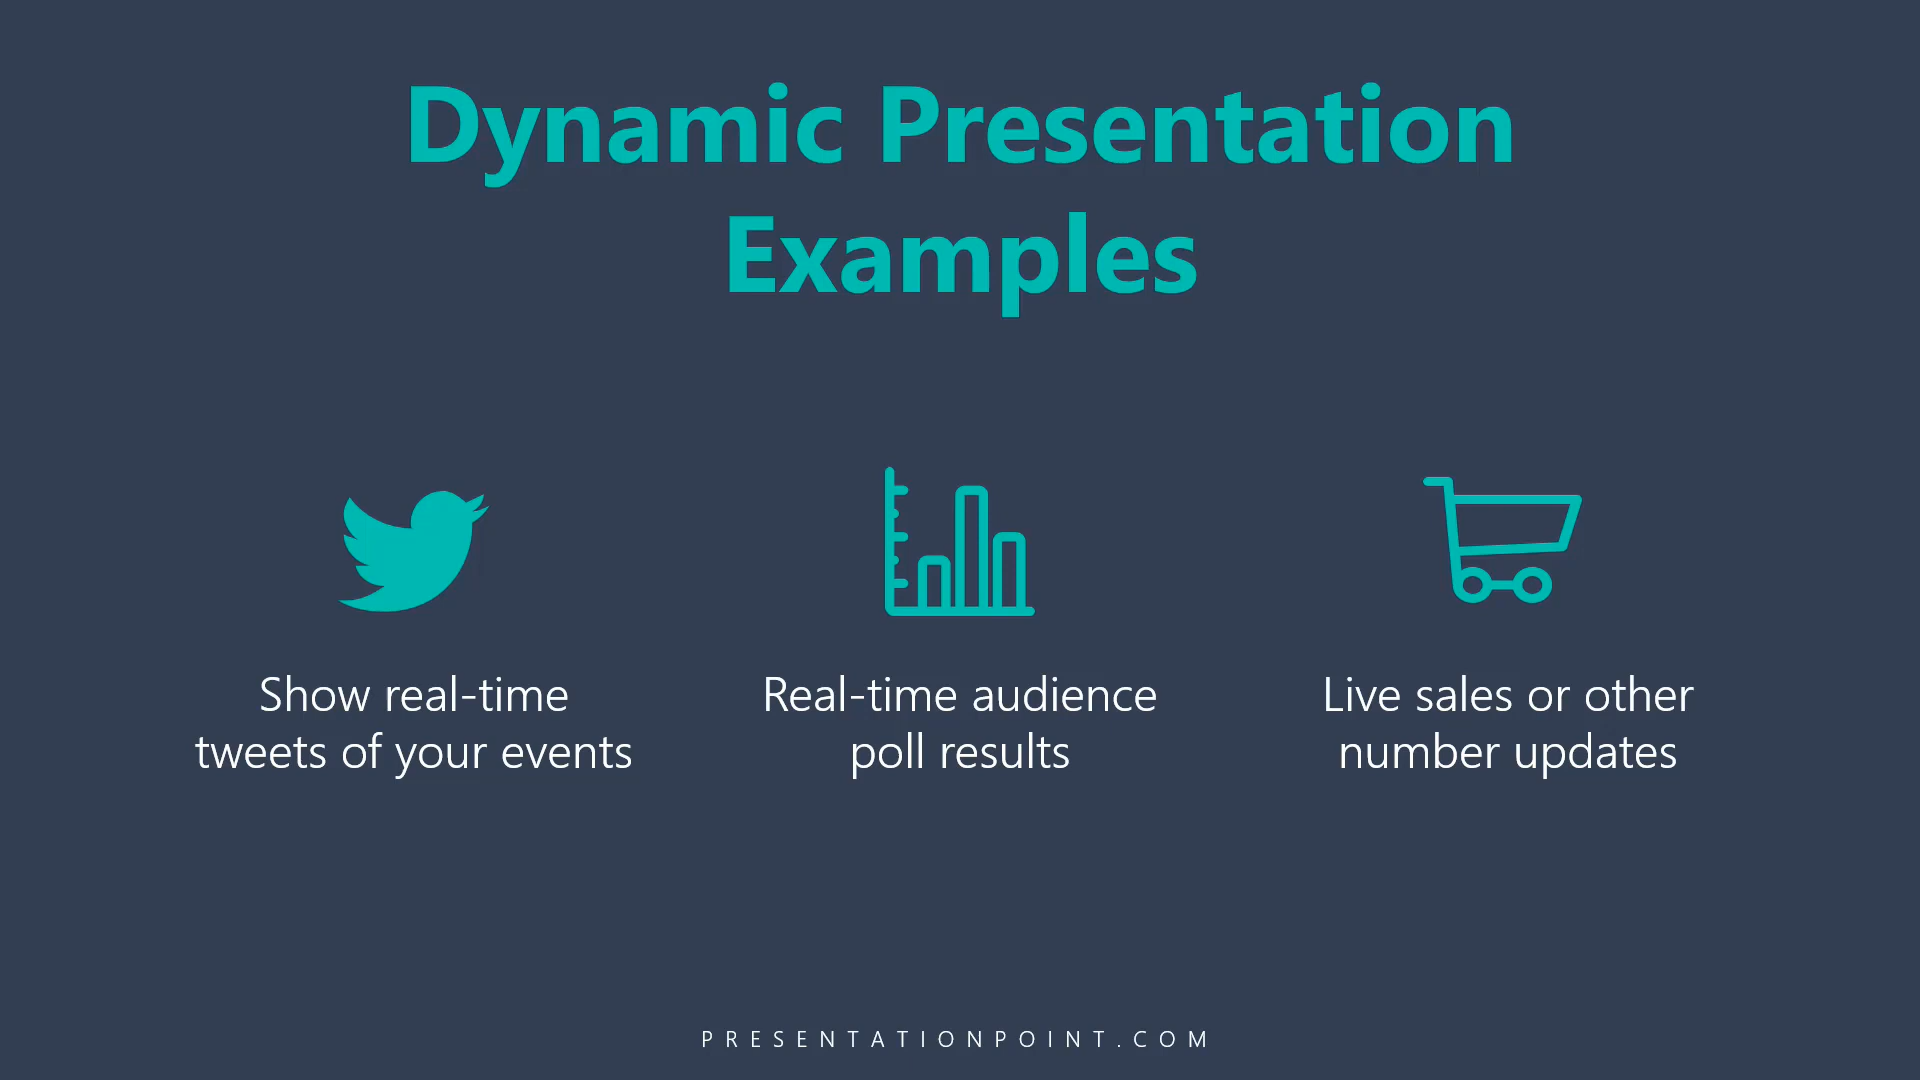 Dynamic Presentation
Examples
Show real-time
tweets of your events
Real-time audience
poll results
Live sales or other
number updates
PRESENTATIONPOINT.COM